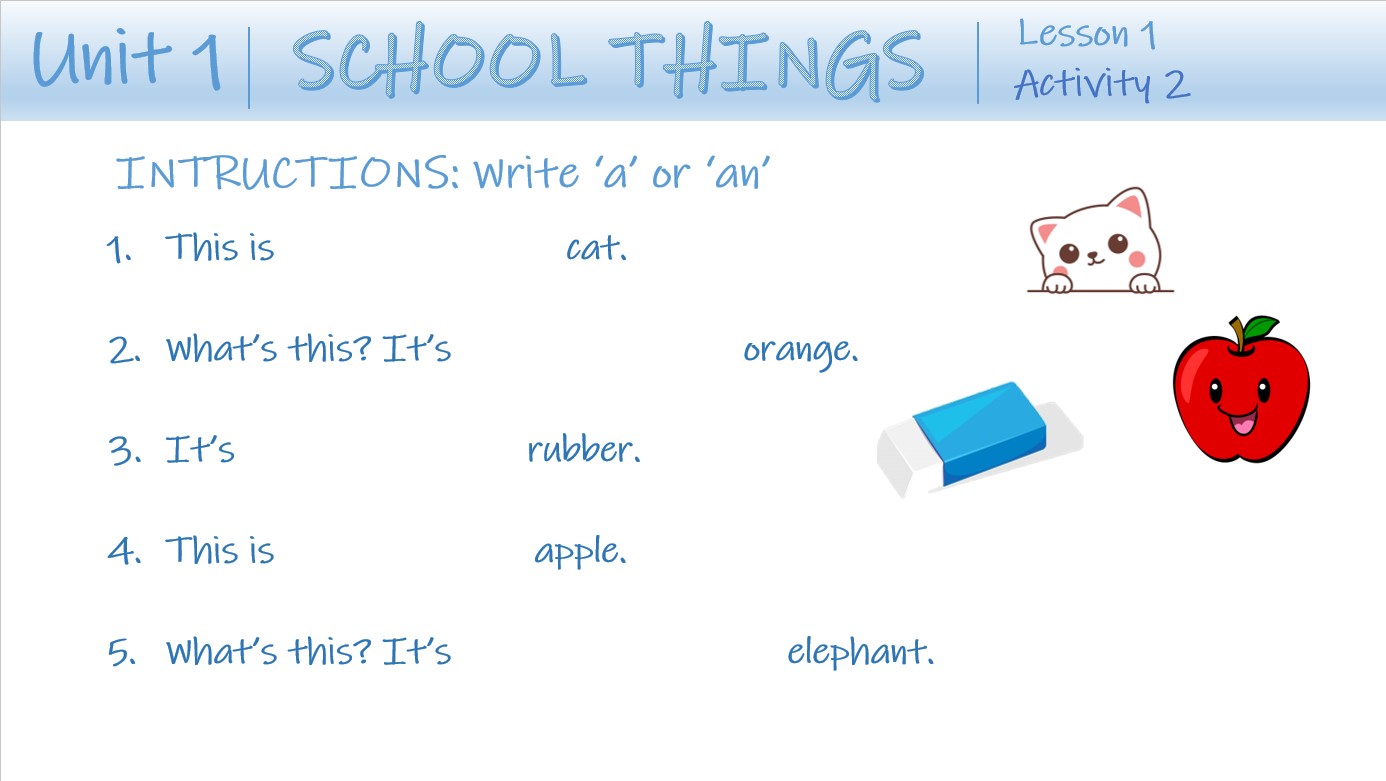 Unit 1
SCHOOL THINGS
Lesson 1
Activity 2
INTRUCTIONS: Write ‘a’ or ‘an’
1. This is cat.
2. What’s this? It’s orange.
3. It’s rubber.
4. This is apple.
5. What’s this? It’s elephant.